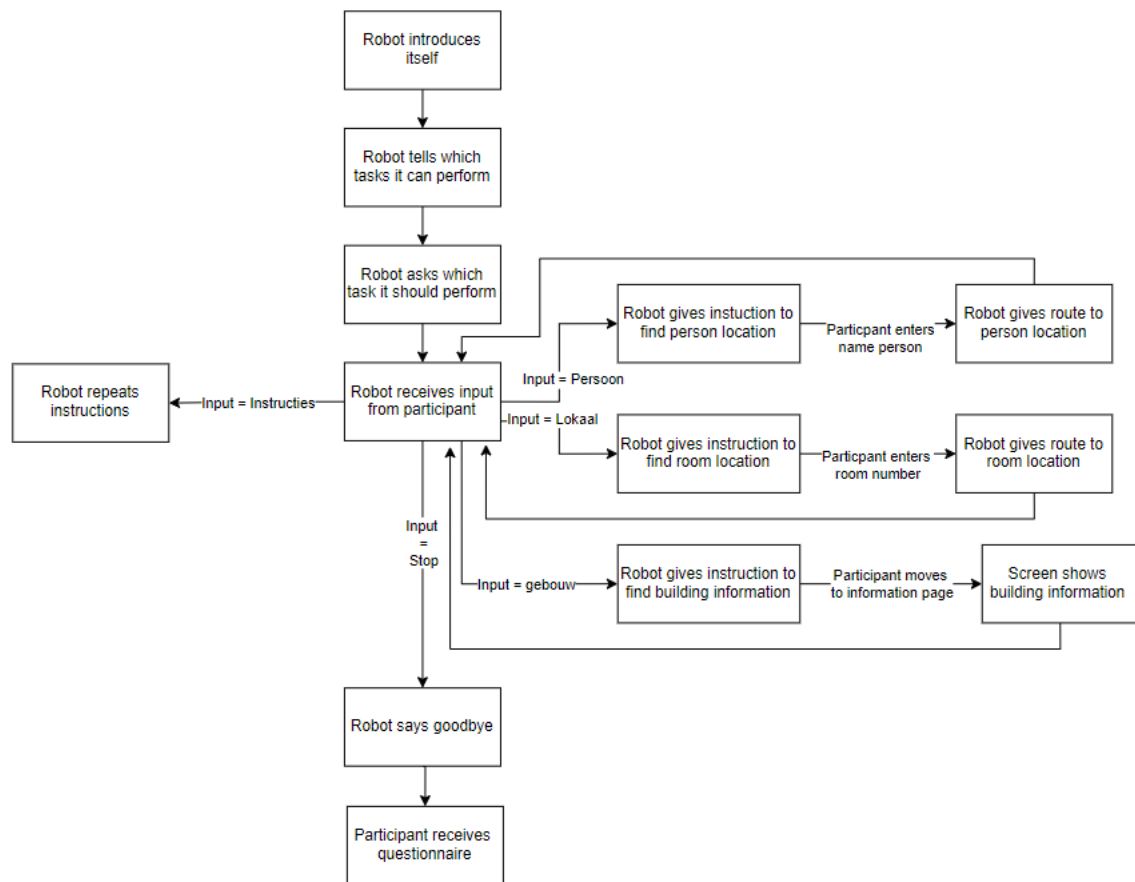 Robot introduces
itself
Robot tells which
tasks it can perform
Robot asks which
task it should perform
Robot gives instuction to
find person location
Particpant enters
name person
Robot gives route to
person location
Input = Persoon
Robot repeats
instructions
Input = Instructies
Robot receives input
from participant
Input = Lokaal
Robot gives instruction to
find room location
Particpant enters
room number
Robot gives route to
room location
Input
=
Stop
Input = gebouw
Robot gives instruction to
find building information
Participant moves
to information page
Screen shows
building information
Robot says goodbye
Participant receives
questionnaire